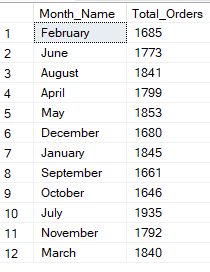 Month_Name Total_Orders
1 February 1685
2 June 1773
3 August 1841
4 April 1799
5 May 1853
6 December 1680
7 January 1845
8 September 1661
9 October 1646
10 July 1935
11 November 1792
12 March 1840